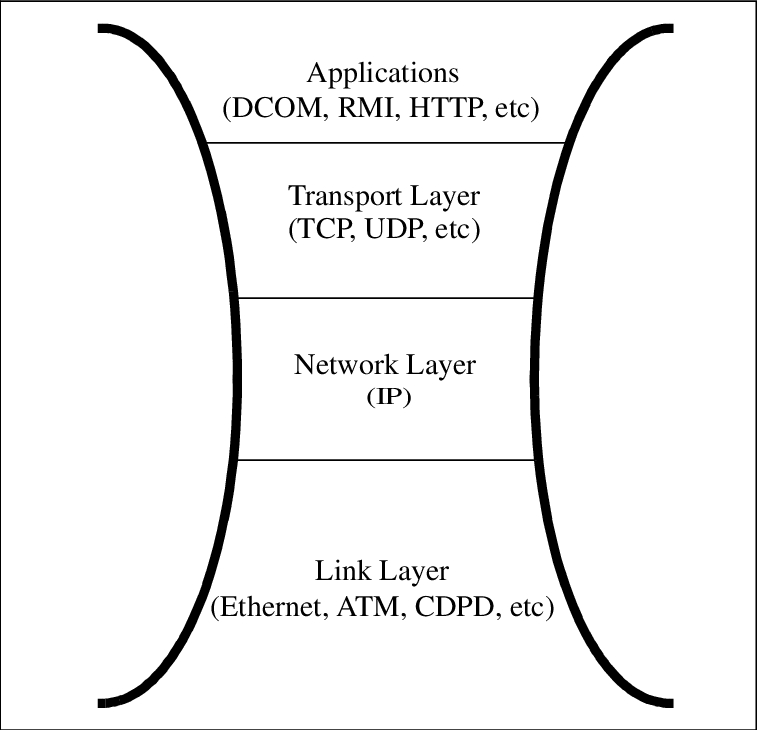 Applications
(DCOM, RMI, HTTP, etc)
Transport Layer
(TCP, UDP, etc)
Network Layer
(IP)
Link Layer
(Ethernet, ATM, CDPD, etc)